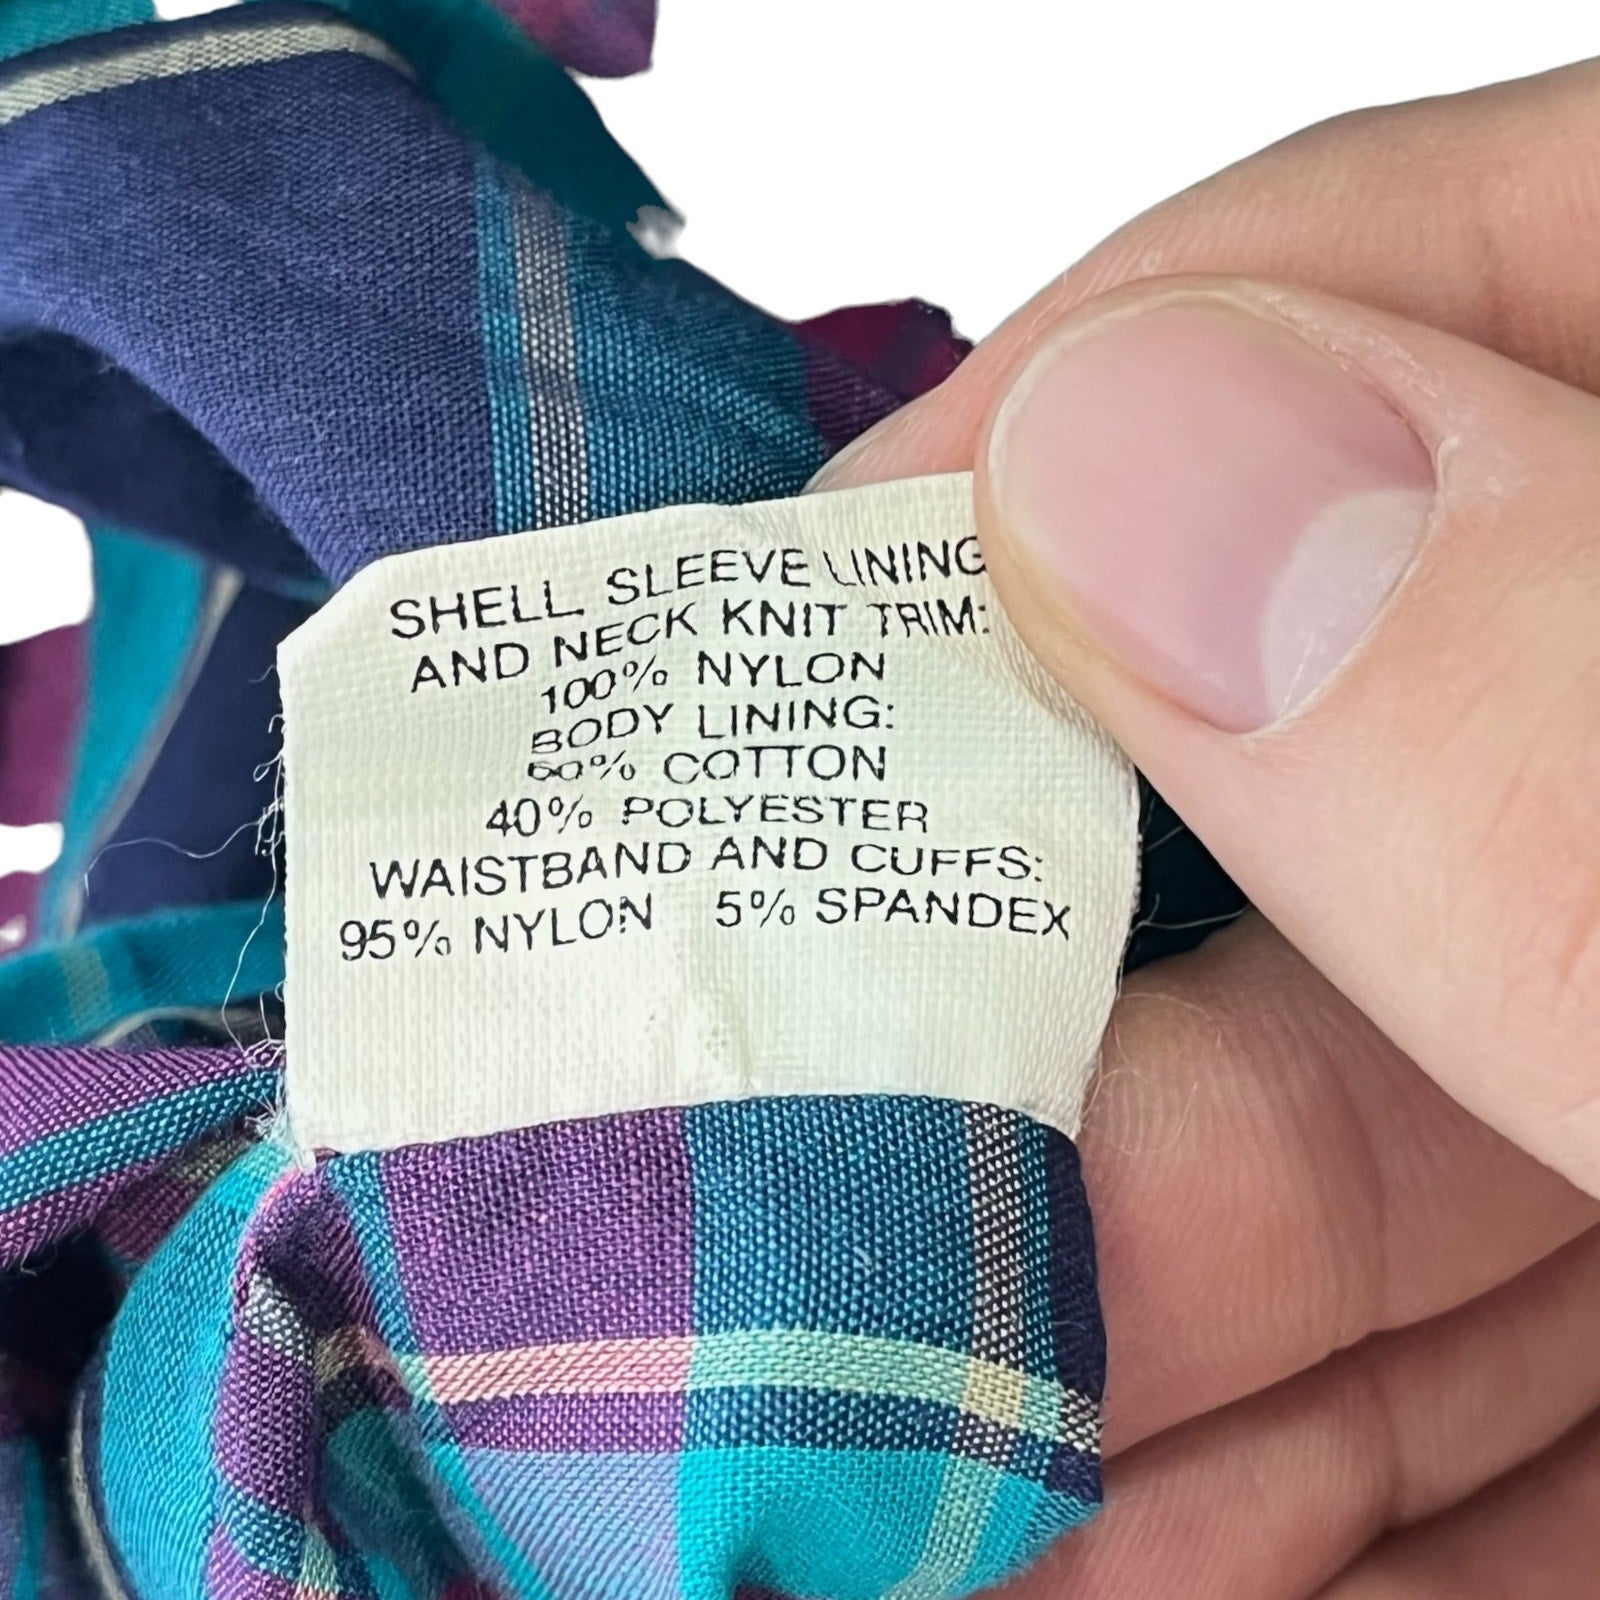 SHELL SLEEVE LINING
AND NECK KNIT TRIM:
100% NYLON
BODY LINING:
60% COTTON
40% POLYESTER
WAISTBAND AND CUFFS:
95% NYLON 5% SPANDEX